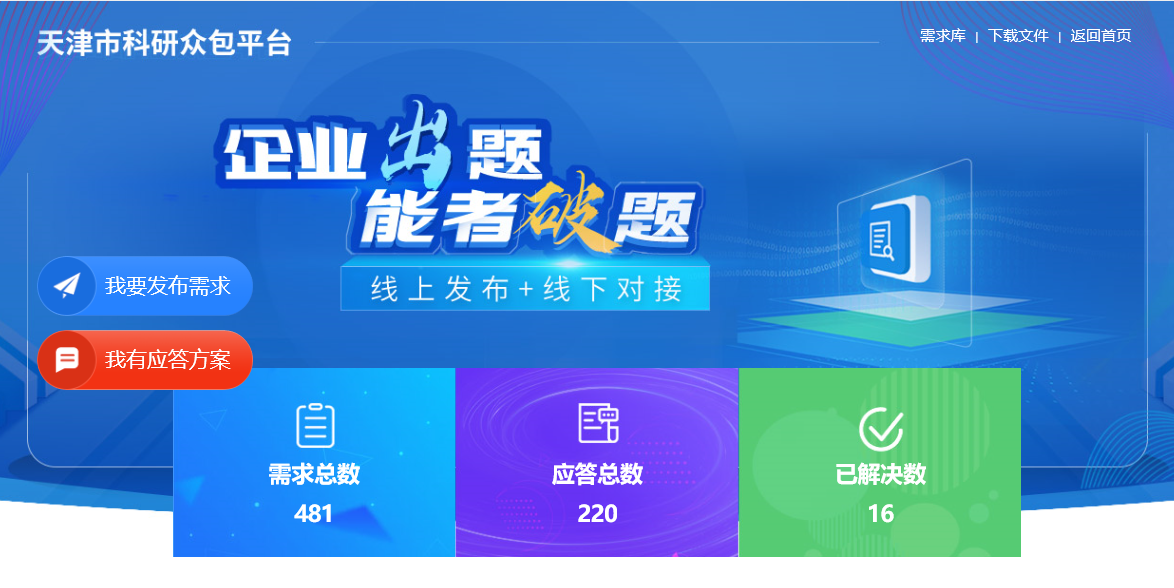 天津市科研众包平台
需求库 | 下载文件 | 返回首页
企业出题
能者破题
线上发布+线下对接
我要发布需求
我有应答方案
需求总数
481
应答总数
220
已解决数
16